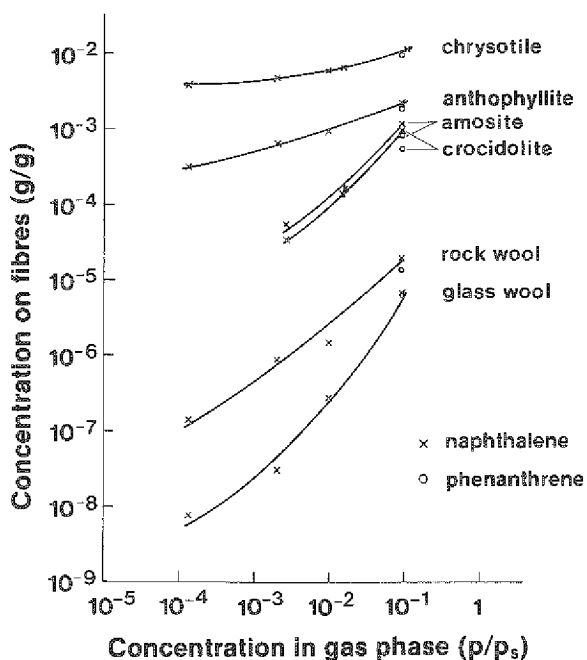 chrysotile
anthophyllite
amosite
crocidolite
rock wool
glass wool
× naphthalene
○ phenanthrene
Concentration on fibres (g/g)
10⁻²
10⁻³
10⁻⁴
10⁻⁵
10⁻⁶
10⁻⁷
10⁻⁸
10⁻⁹
10⁻⁵ 10⁻⁴ 10⁻³ 10⁻² 10⁻¹ 1
Concentration in gas phase (p/pₛ)